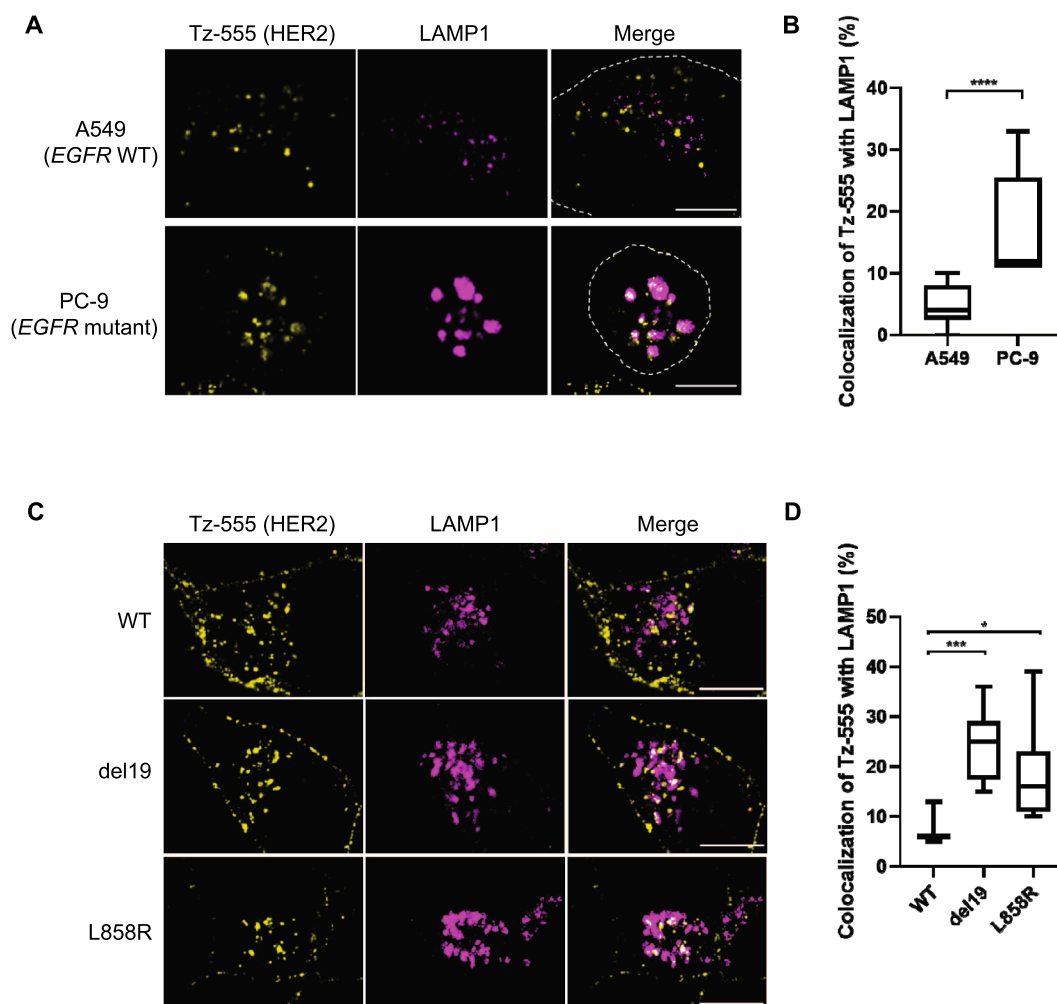 A
Tz-555 (HER2)
LAMP1
Merge
A549
(EGFR WT)
PC-9
(EGFR mutant)
B
Colocalization of Tz-555 with LAMP1 (%)
40
30
20
10
0
****
A549
PC-9
C
Tz-555 (HER2)
LAMP1
Merge
WT
del19
L858R
D
Colocalization of Tz-555 with LAMP1 (%)
50
40
30
20
10
0
*
***
WT
del19
L858R